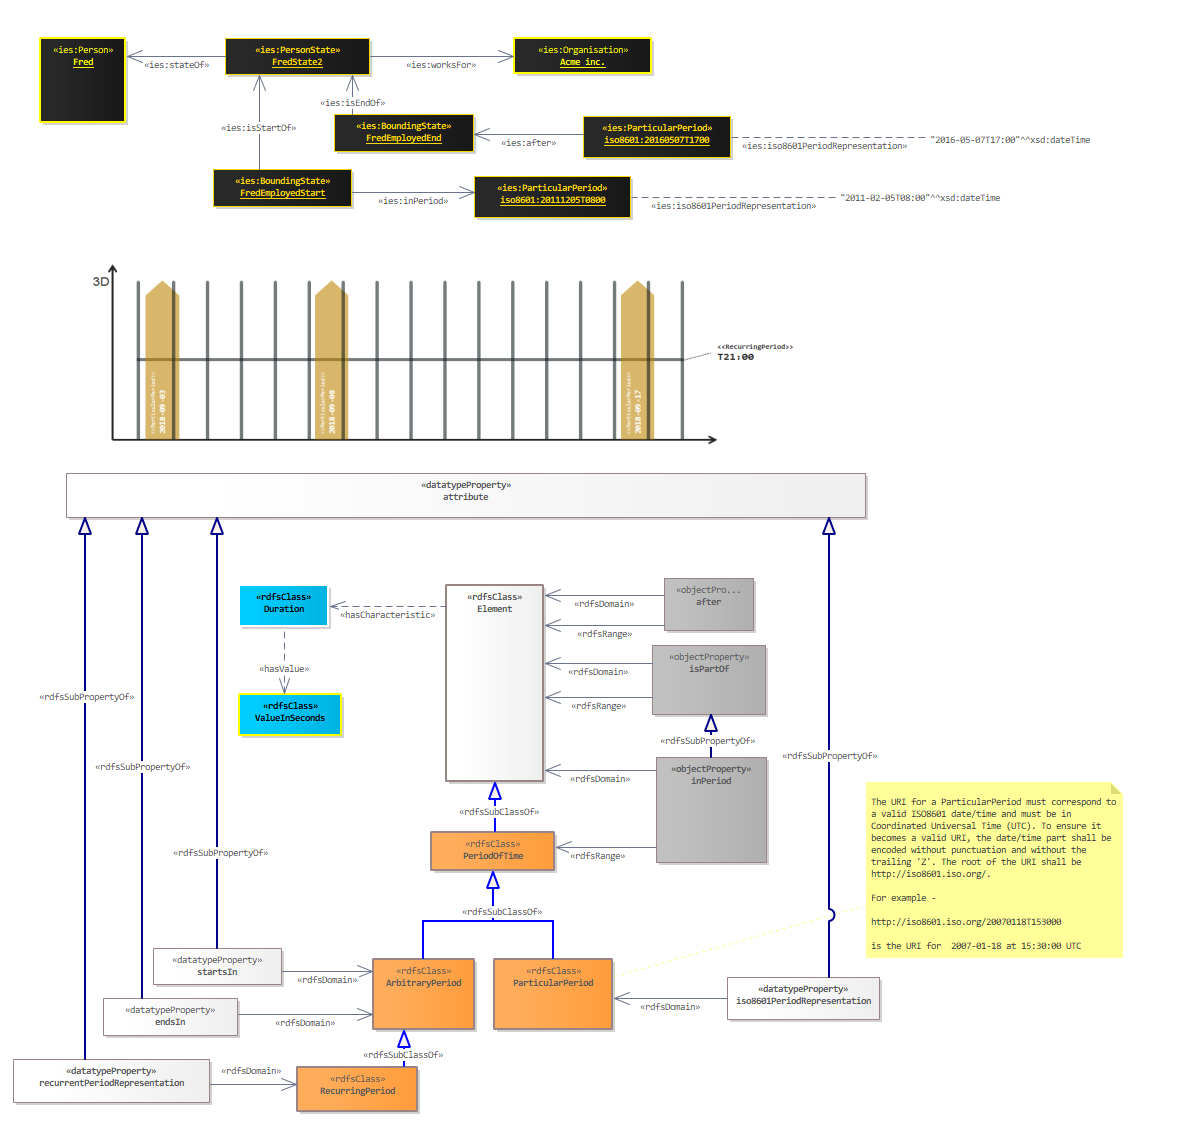 «ies:Person»
Fred
«ies:stateOf»
«ies:PersonState»
FredState2
«ies:worksFor»
«ies:Organisation»
Acme inc.
«ies:isEndOf»
«ies:isStartOf»
«ies:BoundingState»
FredEmployedEnd
«ies:after»
«ies:ParticularPeriod»
iso8601:20160507T1700
«ies:iso8601PeriodRepresentation»
"2016-05-07T17:00"^^xsd:dateTime
«ies:BoundingState»
FredEmployedStart
«ies:inPeriod»
«ies:ParticularPeriod»
iso8601:20111205T0800
«ies:iso8601PeriodRepresentation»
"2011-02-05T08:00"^^xsd:dateTime
3D
<<RecurringPeriod>>
T21:00
<<ParticularPeriod>>
2018-09-03
<<ParticularPeriod>>
2018-09-08
<<ParticularPeriod>>
2018-09-17
«datatypeProperty»
attribute
«rdfsClass»
Duration
«hasCharacteristic»
«hasValue»
«rdfsClass»
ValueInSeconds
«rdfsClass»
Element
«rdfsDomain»
«rdfsRange»
«objectPro...
after
«rdfsDomain»
«rdfsRange»
«objectProperty»
isPartOf
«rdfsSubPropertyOf»
«rdfsSubPropertyOf»
«rdfsSubPropertyOf»
«rdfsSubPropertyOf»
«rdfsSubPropertyOf»
«rdfsDomain»
«objectProperty»
inPeriod
«rdfsSubClassOf»
«rdfsClass»
PeriodOfTime
«rdfsRange»
«rdfsSubClassOf»
The URI for a ParticularPeriod must correspond to
a valid ISO8601 date/time and must be in
Coordinated Universal Time (UTC). To ensure it
becomes a valid URI, the date/time part shall be
encoded without punctuation and without the
trailing 'Z'. The root of the URI shall be
http://iso8601.iso.org/.
For example -
http://iso8601.iso.org/20070118T153000
is the URI for  2007-01-18 at 15:30:00 UTC
«datatypeProperty»
startsIn
«rdfsDomain»
«rdfsClass»
ArbitraryPeriod
«rdfsClass»
ParticularPeriod
«rdfsDomain»
«datatypeProperty»
iso8601PeriodRepresentation
«datatypeProperty»
endsIn
«rdfsDomain»
«rdfsSubClassOf»
«datatypeProperty»
recurrentPeriodRepresentation
«rdfsDomain»
«rdfsClass»
RecurringPeriod